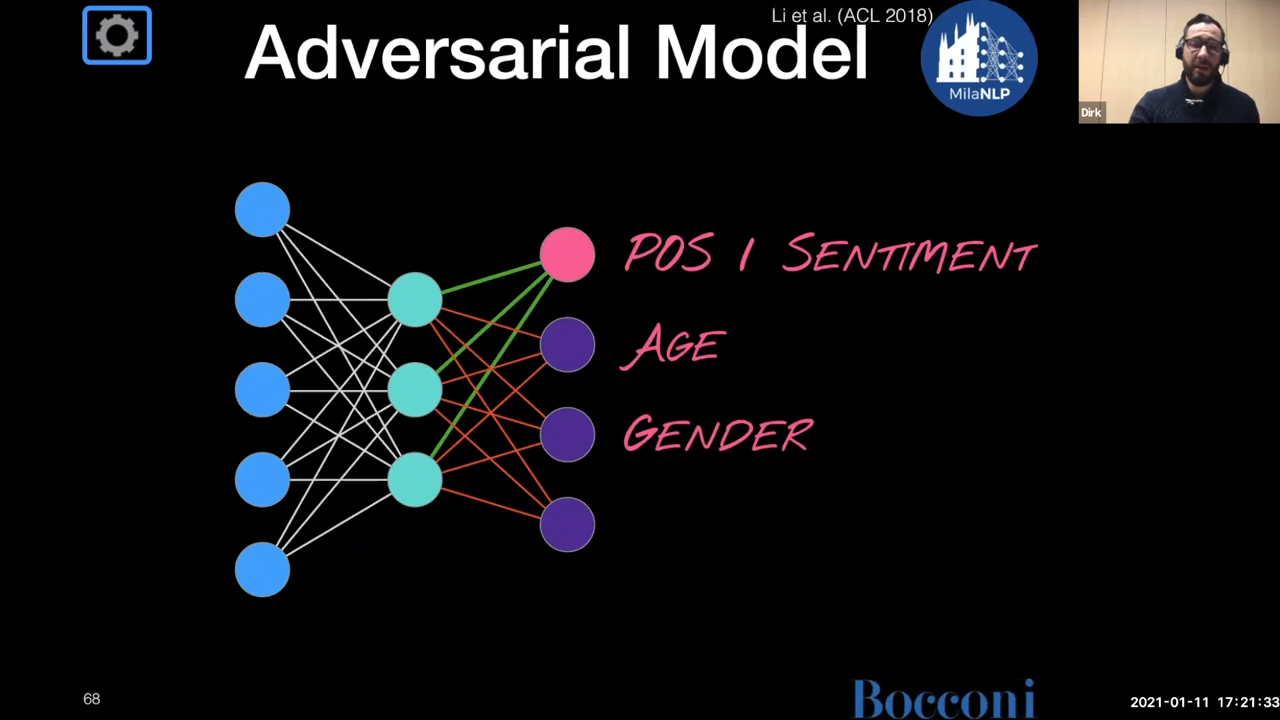 Li et al. (ACL 2018)
Adversarial Model
MilaNLP
Dirk
POS / SENTIMENT
AGE
GENDER
68
Bocconi
2021-01-11 17:21:33